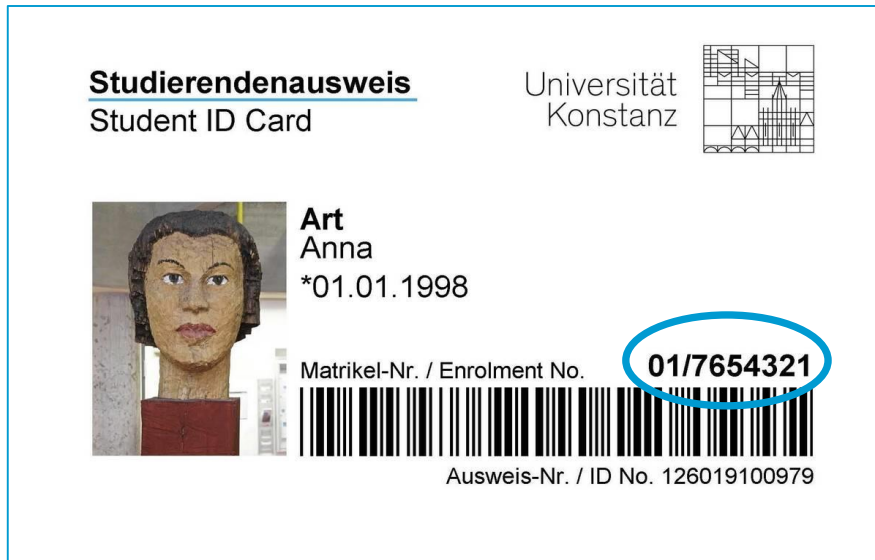 Studierendenausweis
Student ID Card
Universität
Konstanz
Art
Anna
*01.01.1998
Matrikel-Nr. / Enrolment No. 01/7654321
Ausweis-Nr. / ID No. 126019100979